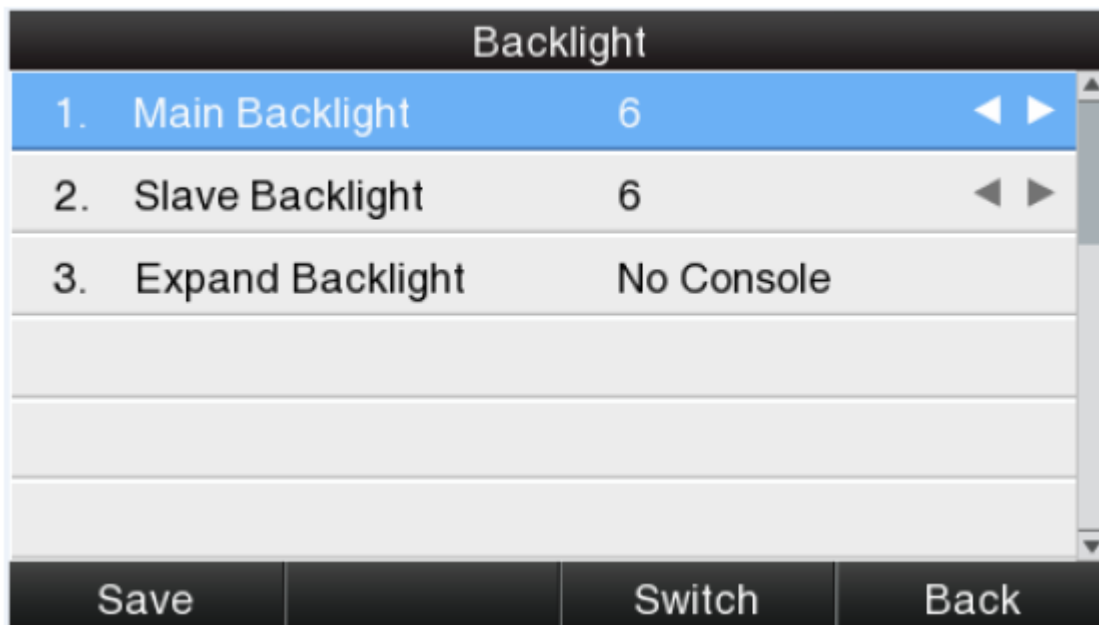 Backlight
1. Main Backlight 6
2. Slave Backlight 6
3. Expand Backlight No Console
Save Switch Back